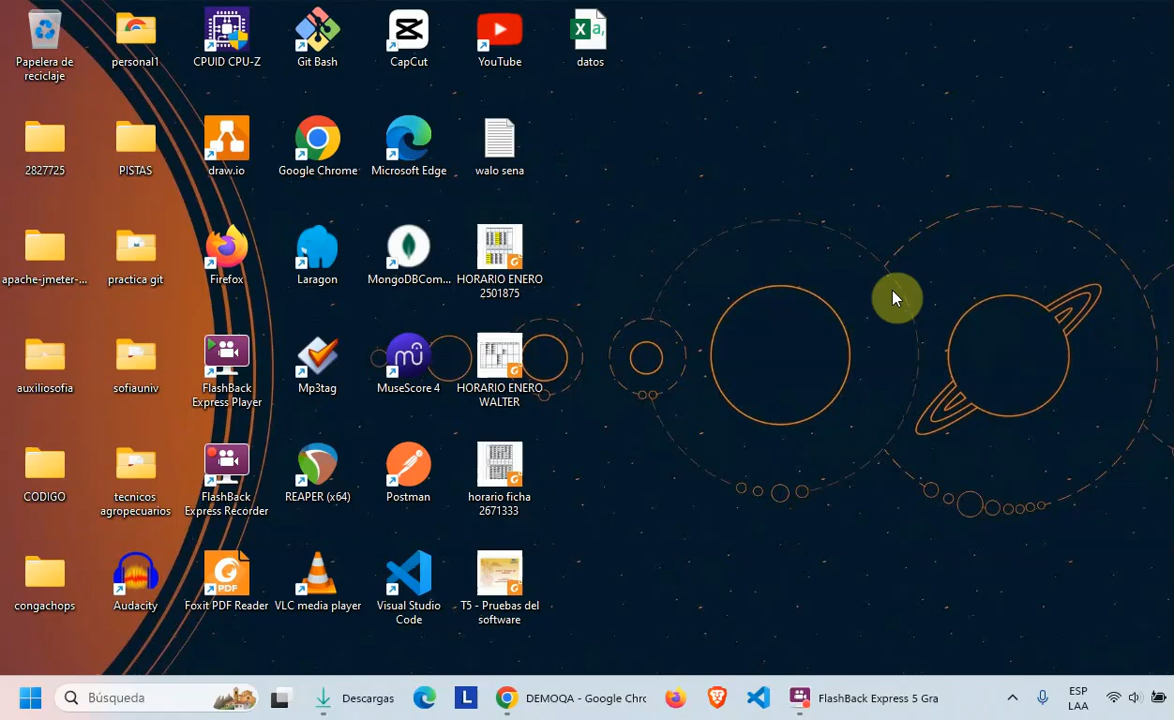 Papelera de
reciclaje
personal1
CPUID CPU-Z
Git Bash
CapCut
YouTube
datos
2827725
PISTAS
draw.io
Google Chrome
Microsoft Edge
walo sena
apache-jmeter-...
practica git
Firefox
Laragon
MongoDBCom...
HORARIO ENERO
2501875
auxiliosofia
sofiauniv
FlashBack
Express Player
Mp3tag
MuseScore 4
HORARIO ENERO
WALTER
CODIGO
tecnicos
agropecuarios
FlashBack
Express Recorder
REAPER (x64)
Postman
horario ficha
2671333
congachops
Audacity
Foxit PDF Reader
VLC media player
Visual Studio
Code
T5 - Pruebas del
software
Búsqueda
Descargas
L
DEMOQA - Google Chro
FlashBack Express 5 Gra
ESP
LAA